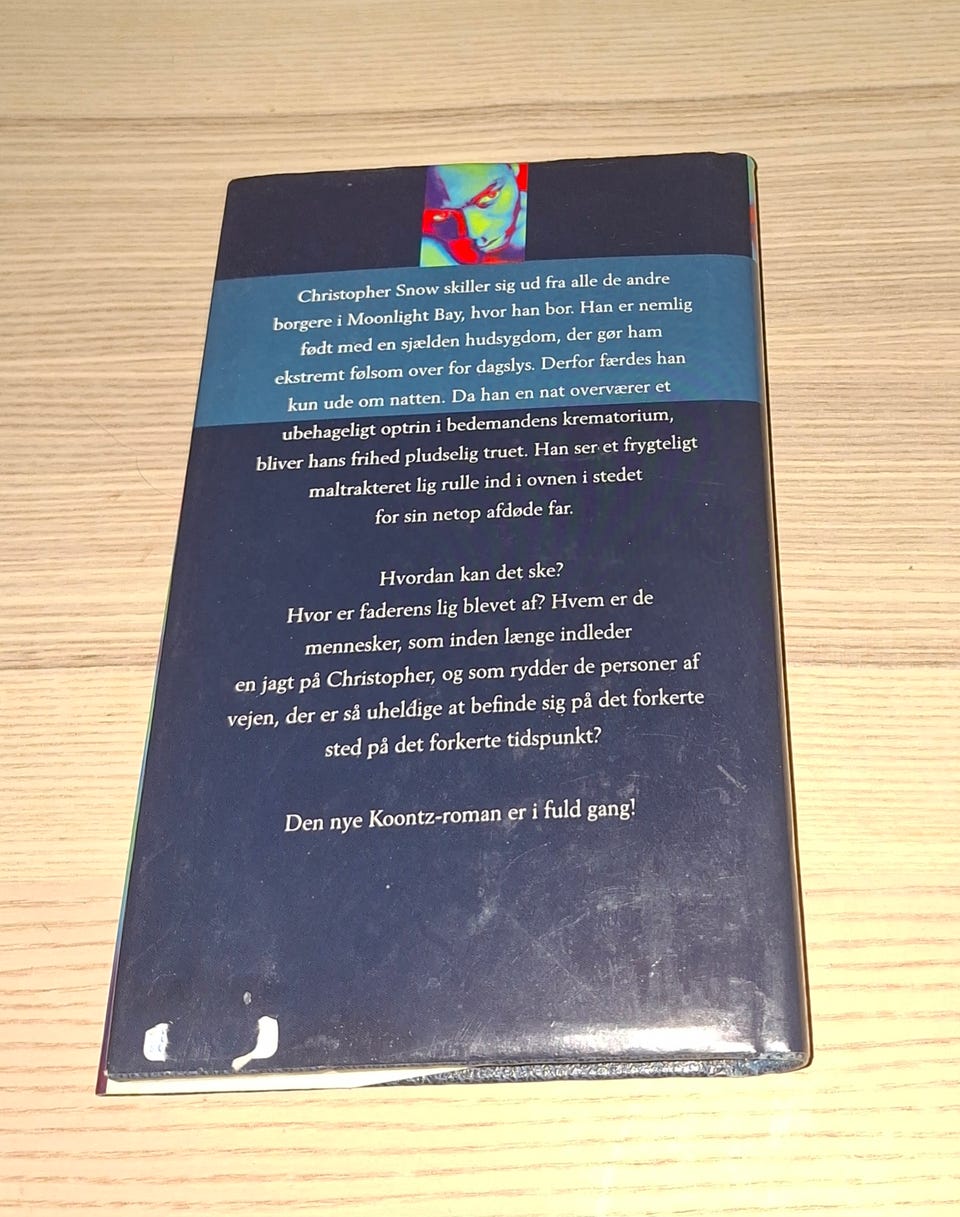 Christopher Snow skiller sig ud fra alle de andre
borgere i Moonlight Bay, hvor han bor. Han er nemlig
født med en sjælden hudsygdom, der gør ham
ekstremt følsom over for dagslys. Derfor færdes han
kun ude om natten. Da han en nat overværer et
ubehageligt optrin i bedemandens krematorium,
bliver hans frihed pludselig truet. Han ser et frygteligt
maltrakteret lig rulle ind i ovnen i stedet
for sin netop afdøde far.
Hvordan kan det ske?
Hvor er faderens lig blevet af? Hvem er de
mennesker, som inden længe indleder
en jagt på Christopher, og som rydder de personer af
vejen, der er så uheldige at befinde sig på det forkerte
sted på det forkerte tidspunkt?
Den nye Koontz-roman er i fuld gang!